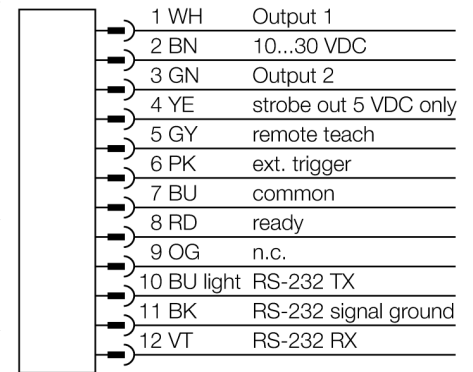 1 WH Output 1
2 BN 10...30 VDC
3 GN Output 2
4 YE strobe out 5 VDC only
5 GY remote teach
6 PK ext. trigger
7 BU common
8 RD ready
9 OG n.c.
10 BU light RS-232 TX
11 BK RS-232 signal ground
12 VT RS-232 RX